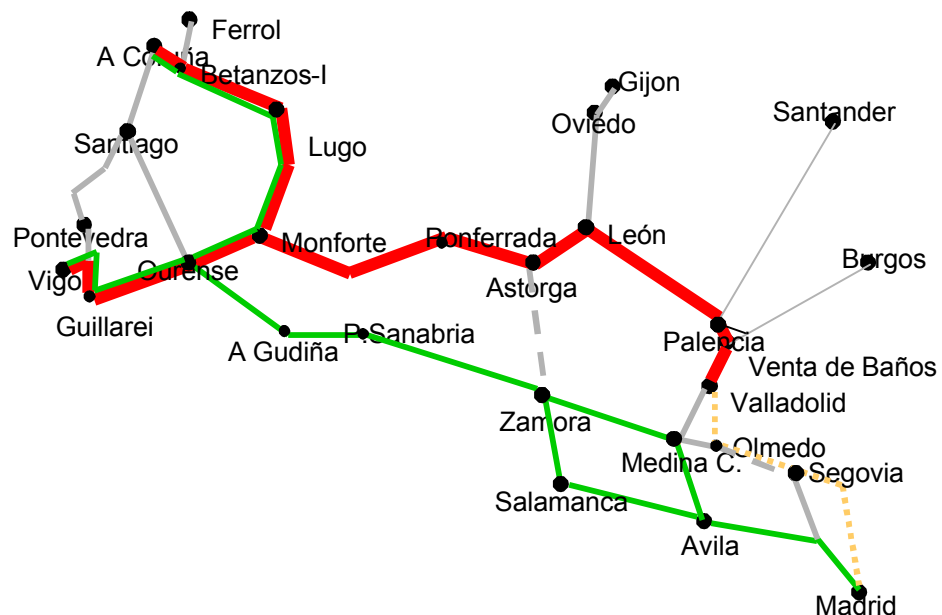 Ferrol
A Coruña
Betanzos-I
Gijon
Santander
Oviedo
Santiago
Lugo
Pontevedra
Monforte
Ponferrada
León
Burgos
Vigo
Ourense
Astorga
Guillarei
A Gudiña
P.Sanabria
Palencia
Venta de Baños
Valladolid
Zamora
Olmedo
Medina C.
Segovia
Salamanca
Avila
Madrid